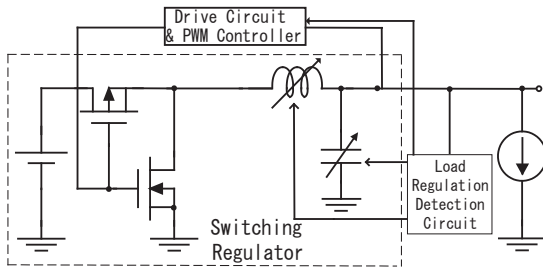 Drive Circuit
& PWM Controller
Load
Regulation
Detection
Circuit
Switching
Regulator